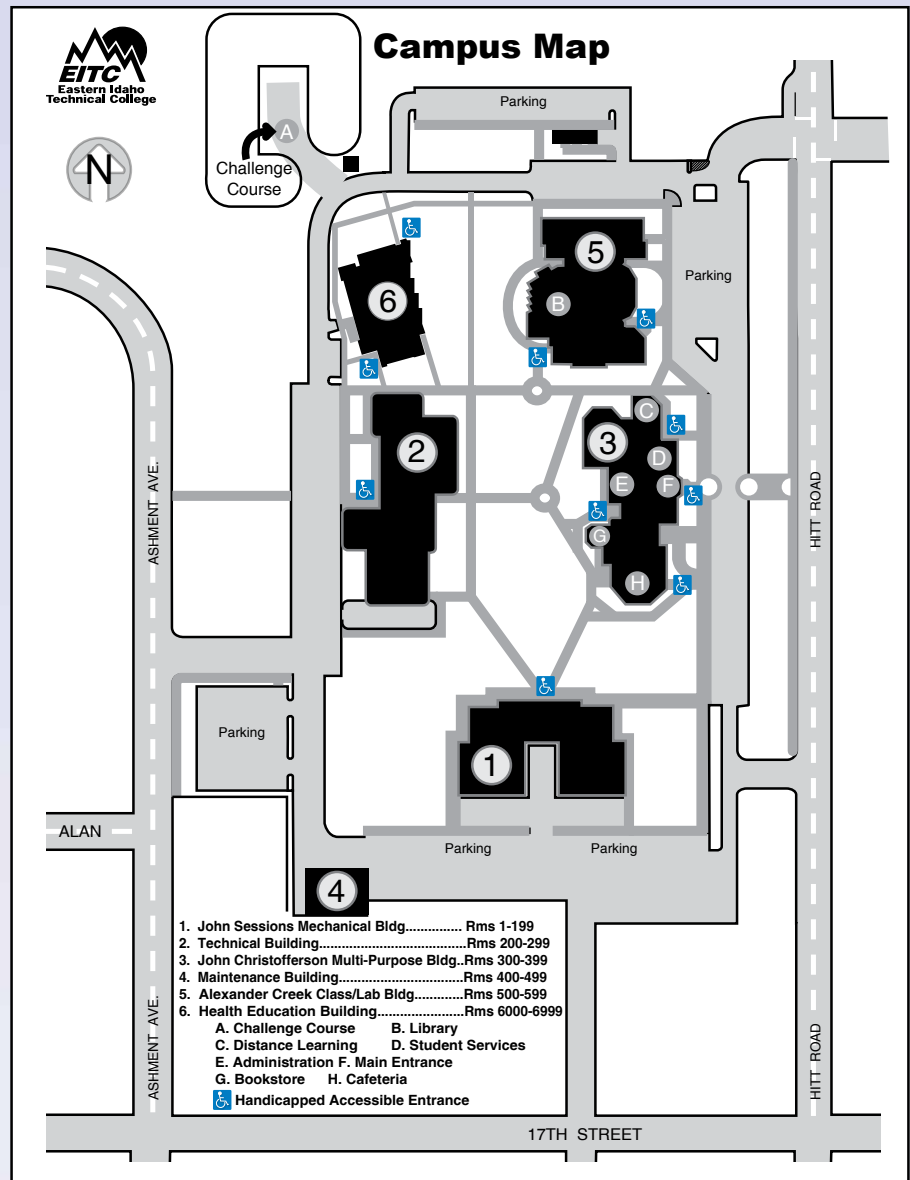 Campus Map
EITC
Eastern Idaho
Technical College
N
A
Challenge
Course
Parking
5
B
Parking
6
2
3
C
D
E
F
G
H
ASHMENT AVE.
HITT ROAD
Parking
1
ALAN
Parking
Parking
4
1. John Sessions Mechanical Bldg.............. Rms 1-199
2. Technical Building.......................................Rms 200-299
3. John Christofferson Multi-Purpose Bldg..Rms 300-399
4. Maintenance Building.................................Rms 400-499
5. Alexander Creek Class/Lab Bldg.............Rms 500-599
6. Health Education Building.......................Rms 6000-6999
A. Challenge Course B. Library
C. Distance Learning D. Student Services
E. Administration F. Main Entrance
G. Bookstore H. Cafeteria
Handicapped Accessible Entrance
ASHMENT AVE.
HITT ROAD
17TH STREET